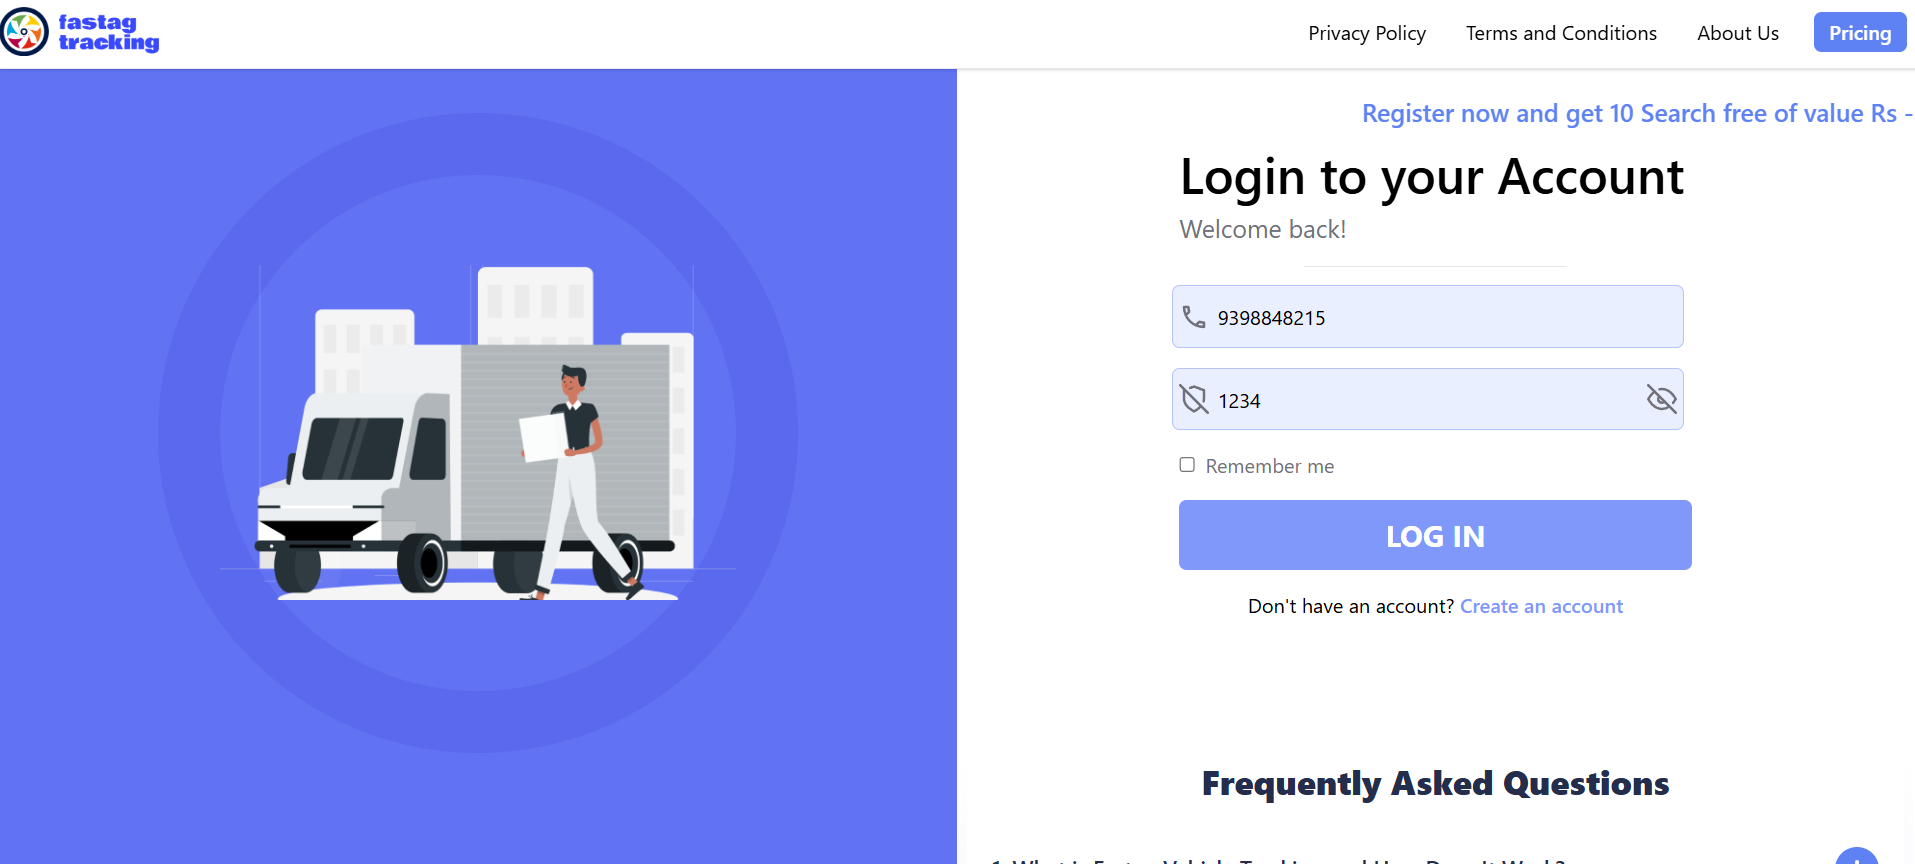 fastag
tracking
Privacy Policy
Terms and Conditions
About Us
Pricing
Register now and get 10 Search free of value Rs -
Login to your Account
Welcome back!
9398848215
1234
Remember me
LOG IN
Don't have an account? Create an account
Frequently Asked Questions